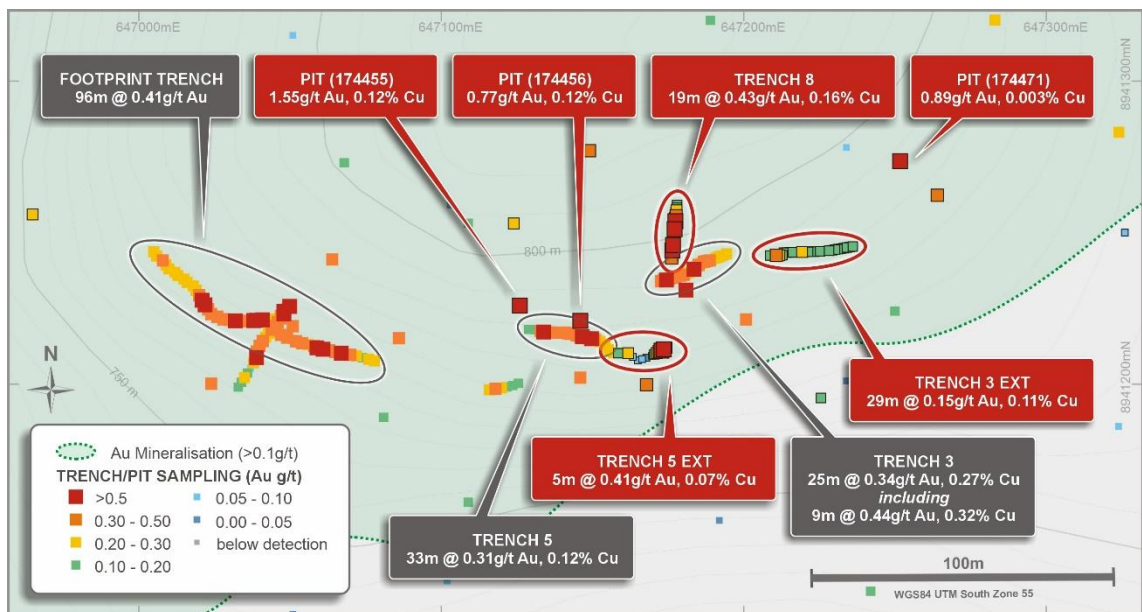 647000mE
647100mE
647200mE
647300mE
8941300mN
8941200mN
FOOTPRINT TRENCH
96m @ 0.41g/t Au
PIT (174455)
1.55g/t Au, 0.12% Cu
PIT (174456)
0.77g/t Au, 0.12% Cu
TRENCH 8
19m @ 0.43g/t Au, 0.16% Cu
PIT (174471)
0.89g/t Au, 0.003% Cu
800 m
750 m
N
TRENCH 3 EXT
29m @ 0.15g/t Au, 0.11% Cu
TRENCH 5 EXT
5m @ 0.41g/t Au, 0.07% Cu
TRENCH 3
25m @ 0.34g/t Au, 0.27% Cu
including
9m @ 0.44g/t Au, 0.32% Cu
TRENCH 5
33m @ 0.31g/t Au, 0.12% Cu
Au Mineralisation (>0.1g/t)
TRENCH/PIT SAMPLING (Au g/t)
>0.5
0.30 - 0.50
0.20 - 0.30
0.10 - 0.20
0.05 - 0.10
0.00 - 0.05
below detection
100m
WGS84 UTM South Zone 55